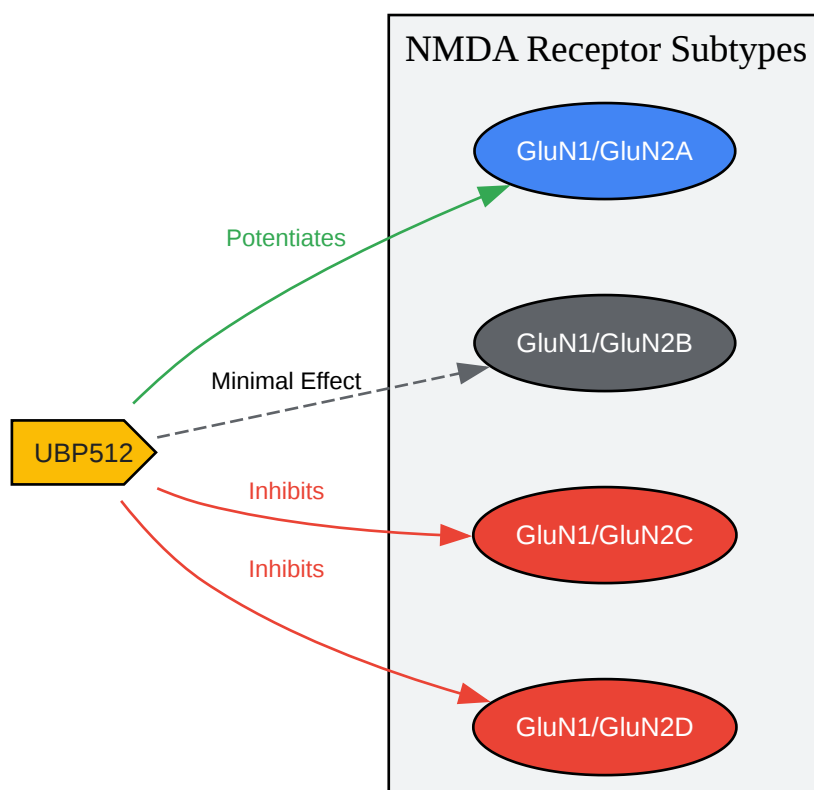 NMDA Receptor Subtypes
GluN1/GluN2A
Potentiates
GluN1/GluN2B
Minimal Effect
UBP512
Inhibits
GluN1/GluN2C
Inhibits
GluN1/GluN2D